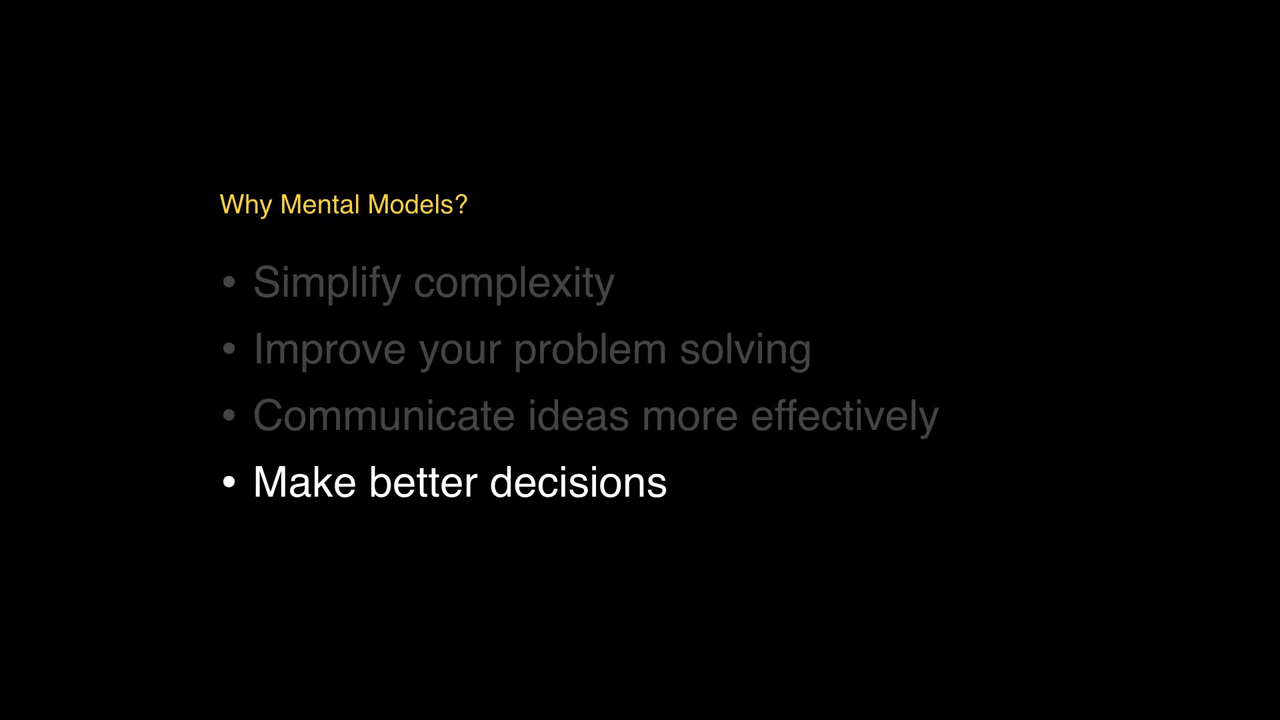 Why Mental Models?
• Simplify complexity
• Improve your problem solving
• Communicate ideas more effectively
• Make better decisions